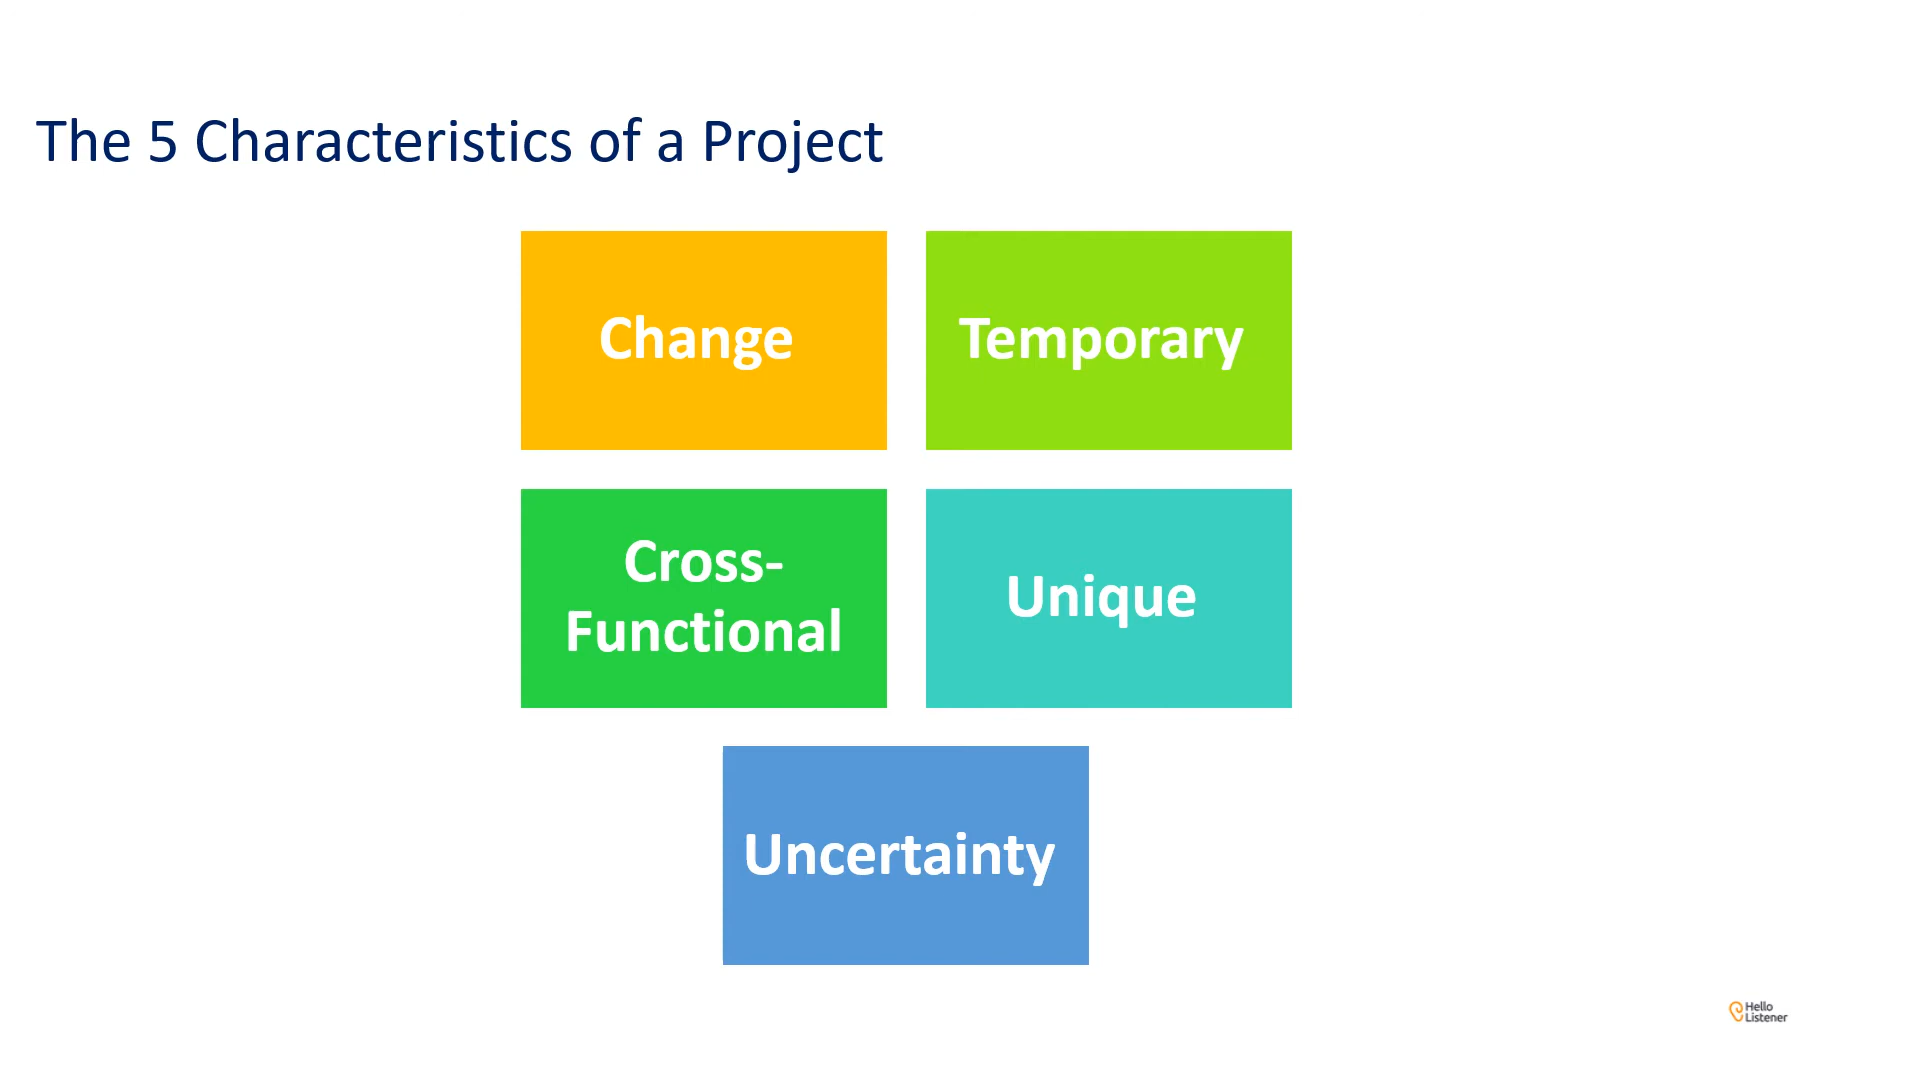 The 5 Characteristics of a Project
Change
Temporary
Cross-
Functional
Unique
Uncertainty
Hello
Listener